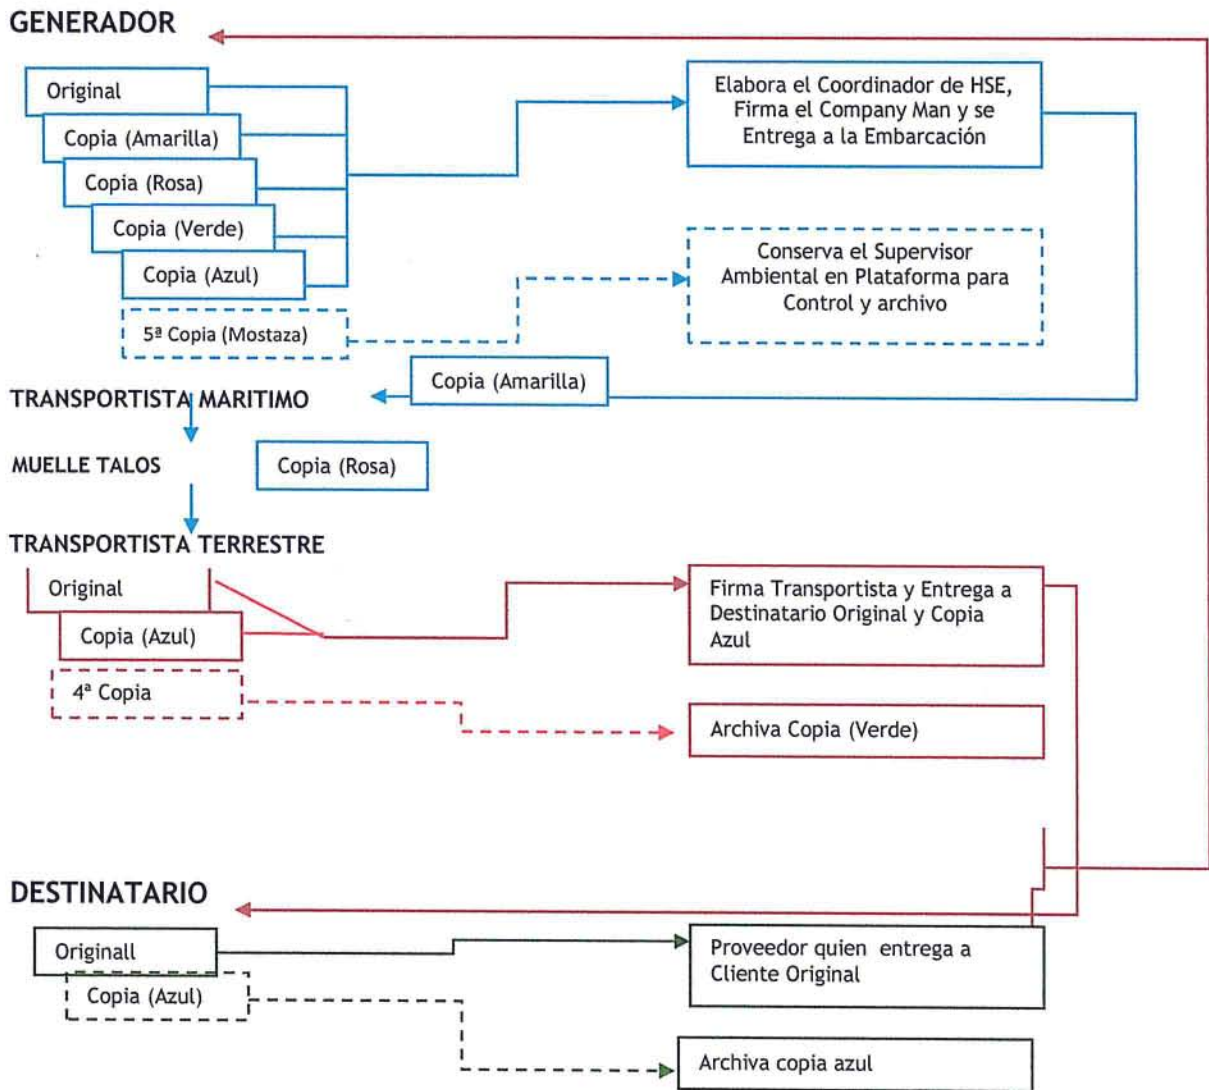 GENERADOR
Original
Copia (Amarilla)
Copia (Rosa)
Copia (Verde)
Copia (Azul)
5ª Copia (Mostaza)
Elabora el Coordinador de HSE,
Firma el Company Man y se
Entrega a la Embarcación
Conserva el Supervisor
Ambiental en Plataforma para
Control y archivo
Copia (Amarilla)
TRANSPORTISTA MARITIMO
MUELLE TALOS
Copia (Rosa)
TRANSPORTISTA TERRESTRE
Original
Copia (Azul)
4ª Copia
Firma Transportista y Entrega a
Destinatario Original y Copia
Azul
Archiva Copia (Verde)
DESTINATARIO
Originall
Copia (Azul)
Proveedor quien entrega a
Cliente Original
Archiva copia azul